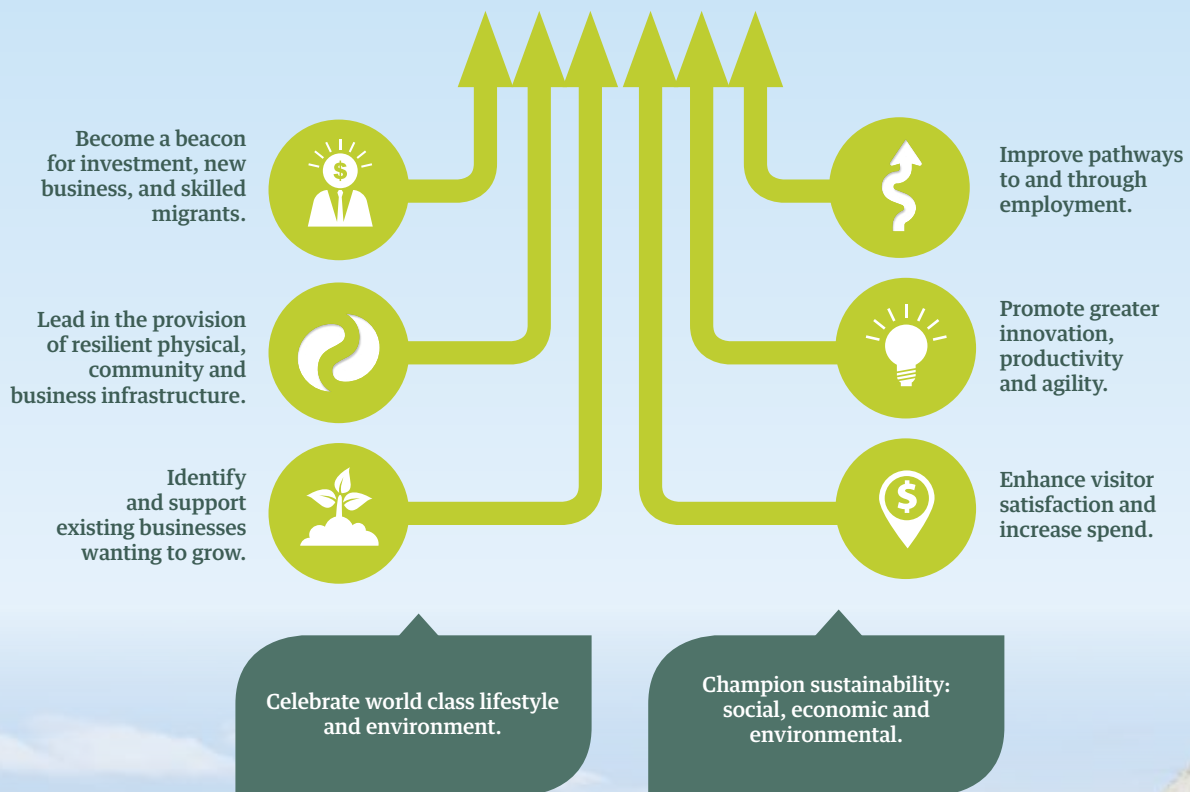 Become a beacon
for investment, new
business, and skilled
migrants.
Lead in the provision
of resilient physical,
community and
business infrastructure.
Identify
and support
existing businesses
wanting to grow.
$
Improve pathways
to and through
employment.
Promote greater
innovation,
productivity
and agility.
Enhance visitor
satisfaction and
increase spend.
$
Celebrate world class lifestyle
and environment.
Champion sustainability:
social, economic and
environmental.